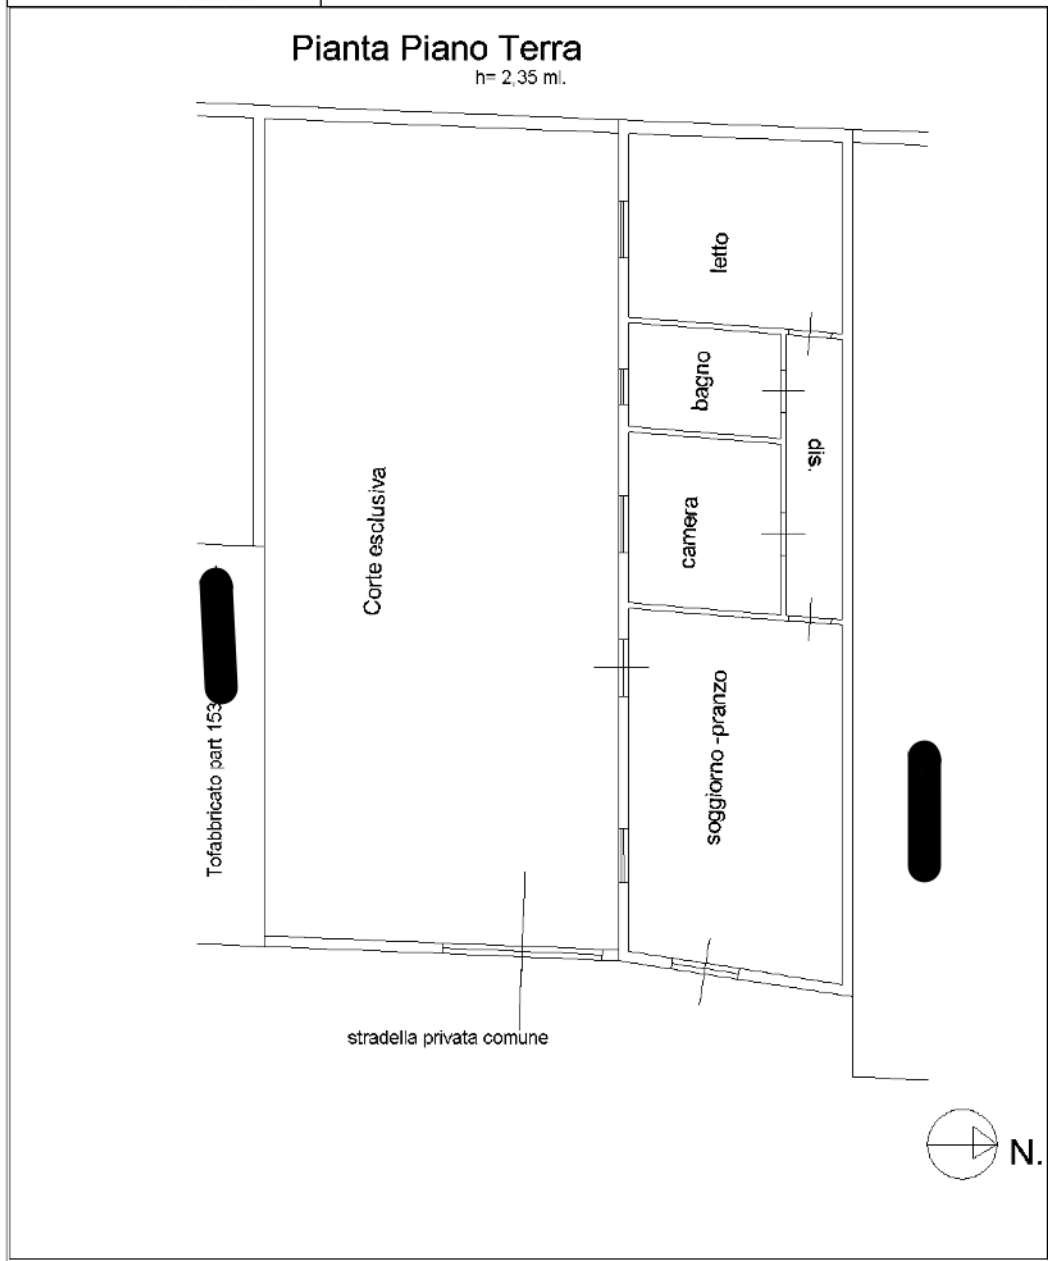 Pianta Piano Terra
h= 2,35 ml.
letto
bagno
dis.
camera
Corte esclusiva
soggiorno -pranzo
Tofabbricato part 153
stradella privata comune
N.